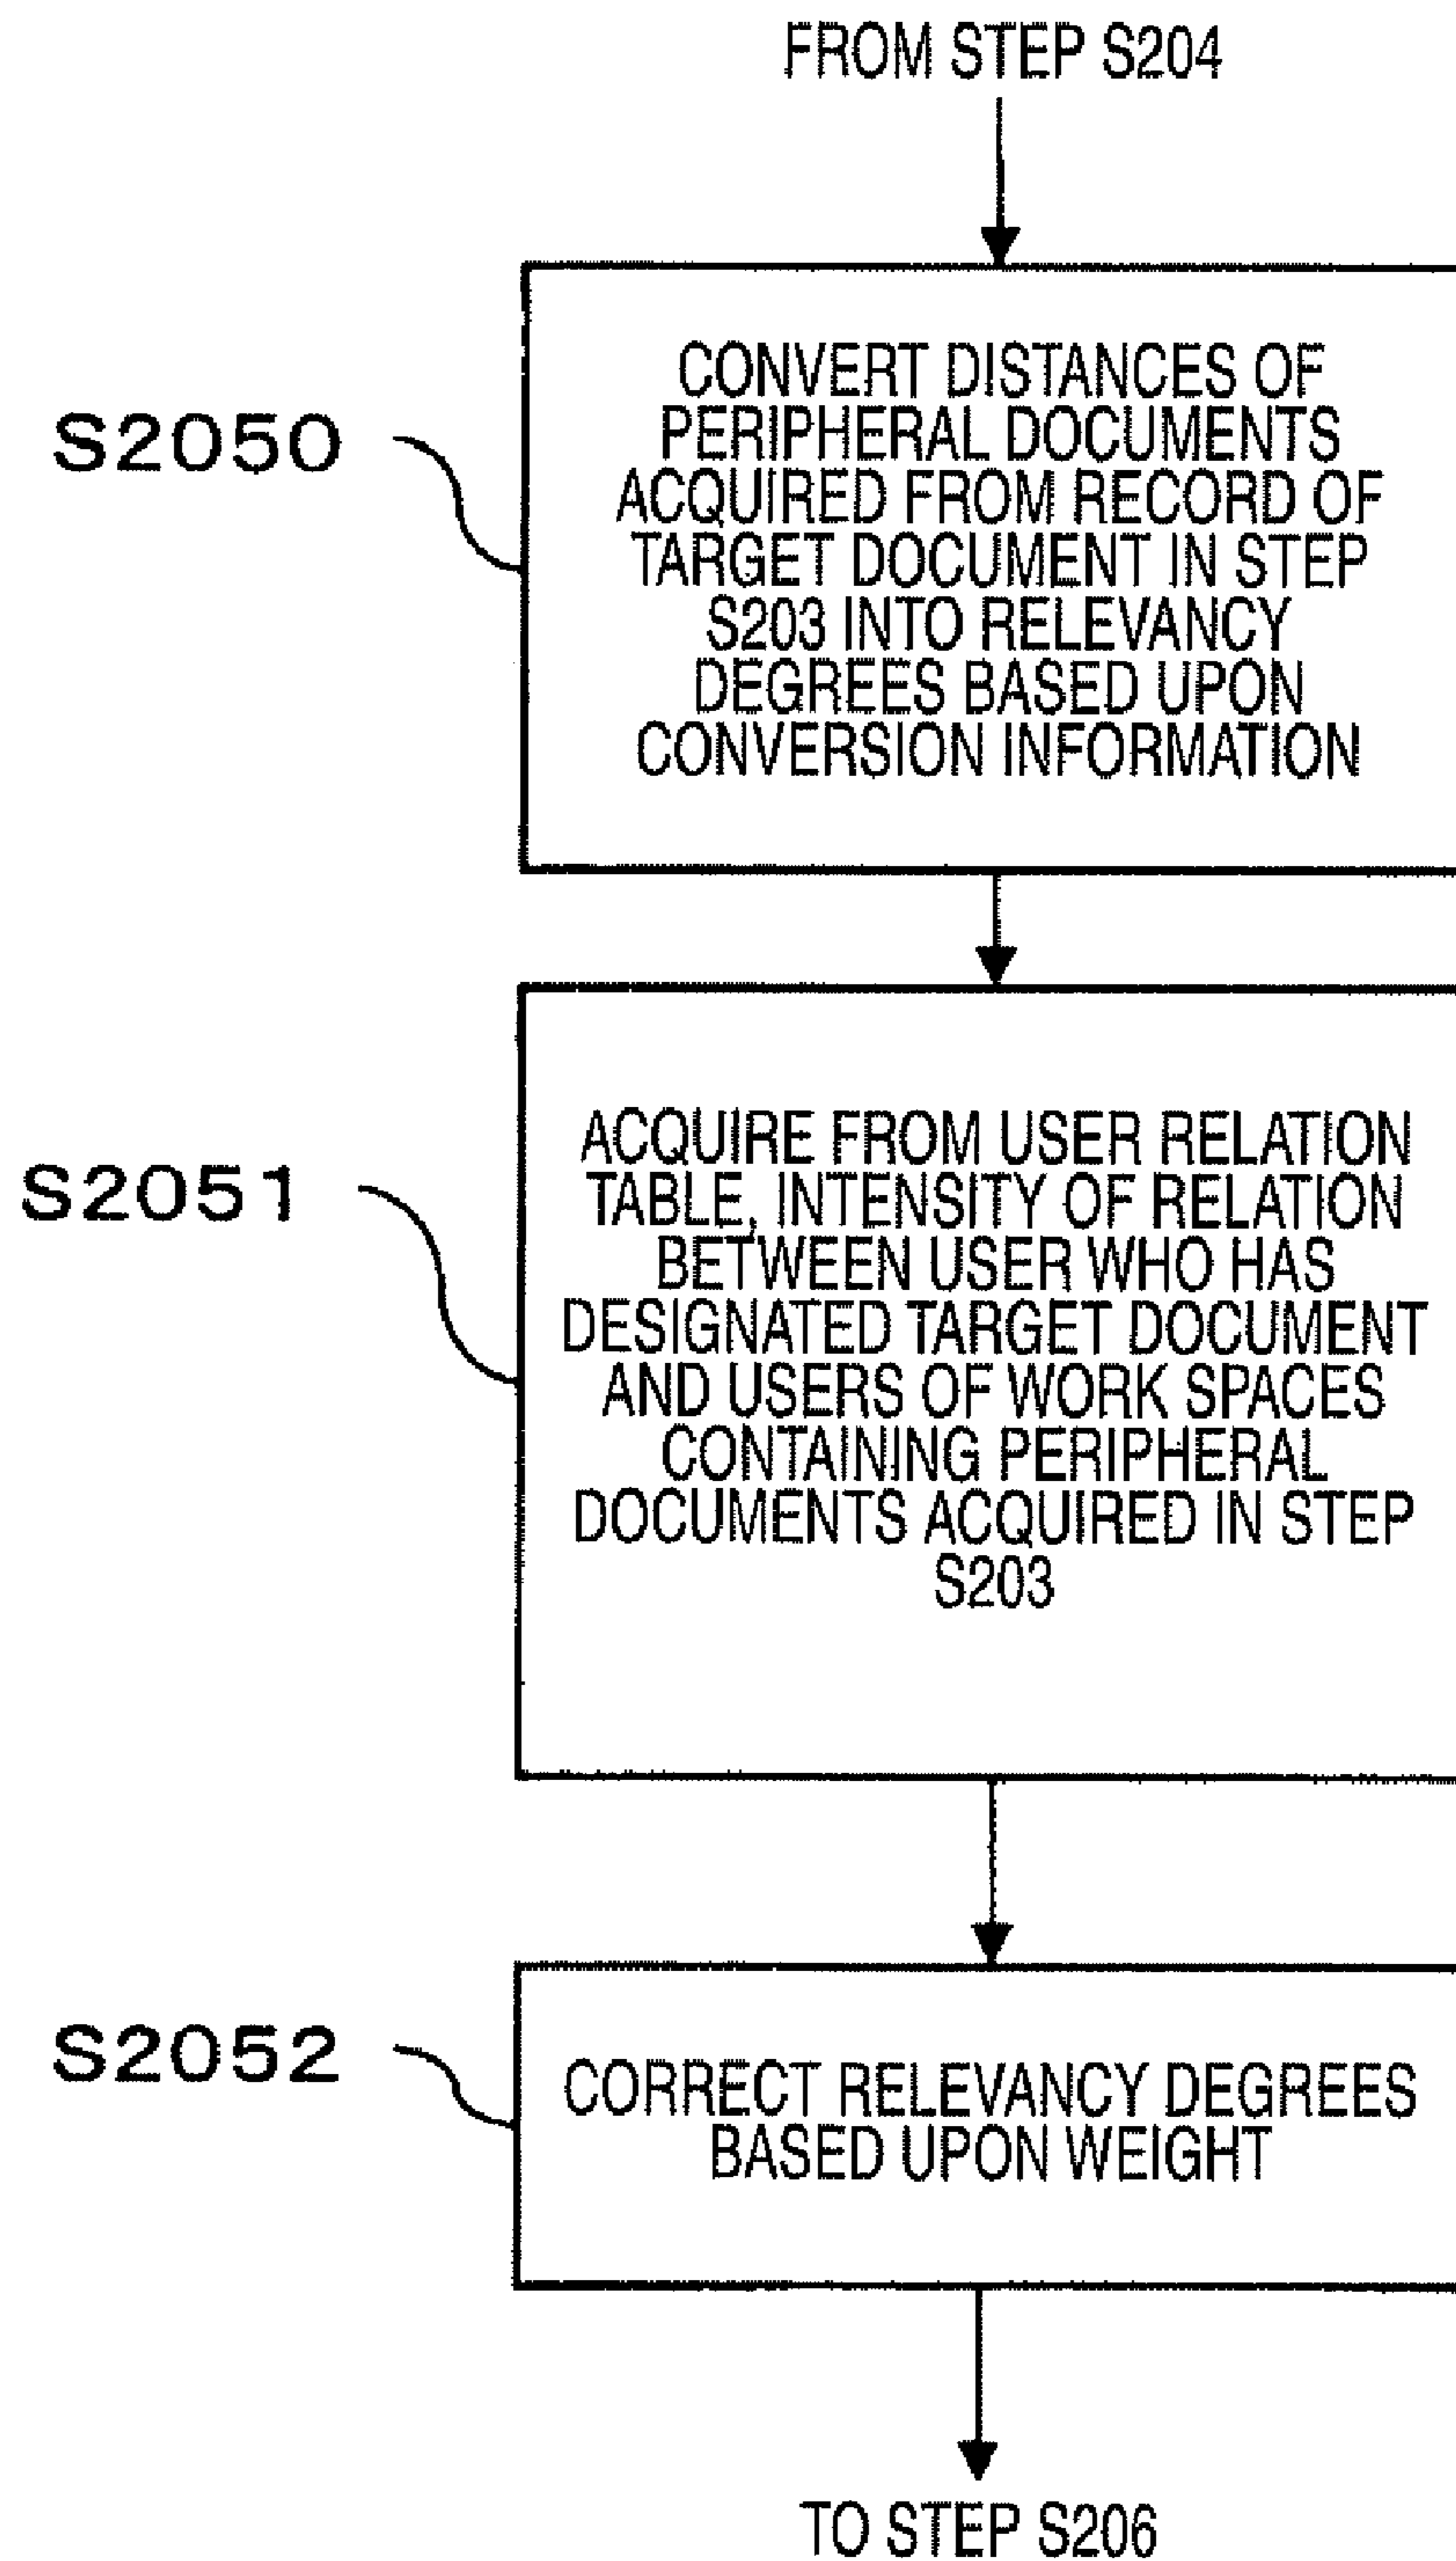 FROM STEP S204
S2050
CONVERT DISTANCES OF
PERIPHERAL DOCUMENTS
ACQUIRED FROM RECORD OF
TARGET DOCUMENT IN STEP
S203 INTO RELEVANCY
DEGREES BASED UPON
CONVERSION INFORMATION
S2051
ACQUIRE FROM USER RELATION
TABLE, INTENSITY OF RELATION
BETWEEN USER WHO HAS
DESIGNATED TARGET DOCUMENT
AND USERS OF WORK SPACES
CONTAINING PERIPHERAL
DOCUMENTS ACQUIRED IN STEP
S203
S2052
CORRECT RELEVANCY DEGREES
BASED UPON WEIGHT
TO STEP S206